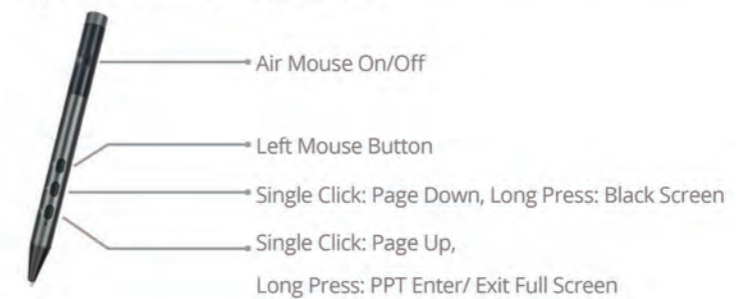 Air Mouse On/Off
Left Mouse Button
Single Click: Page Down, Long Press: Black Screen
Single Click: Page Up,
Long Press: PPT Enter/ Exit Full Screen